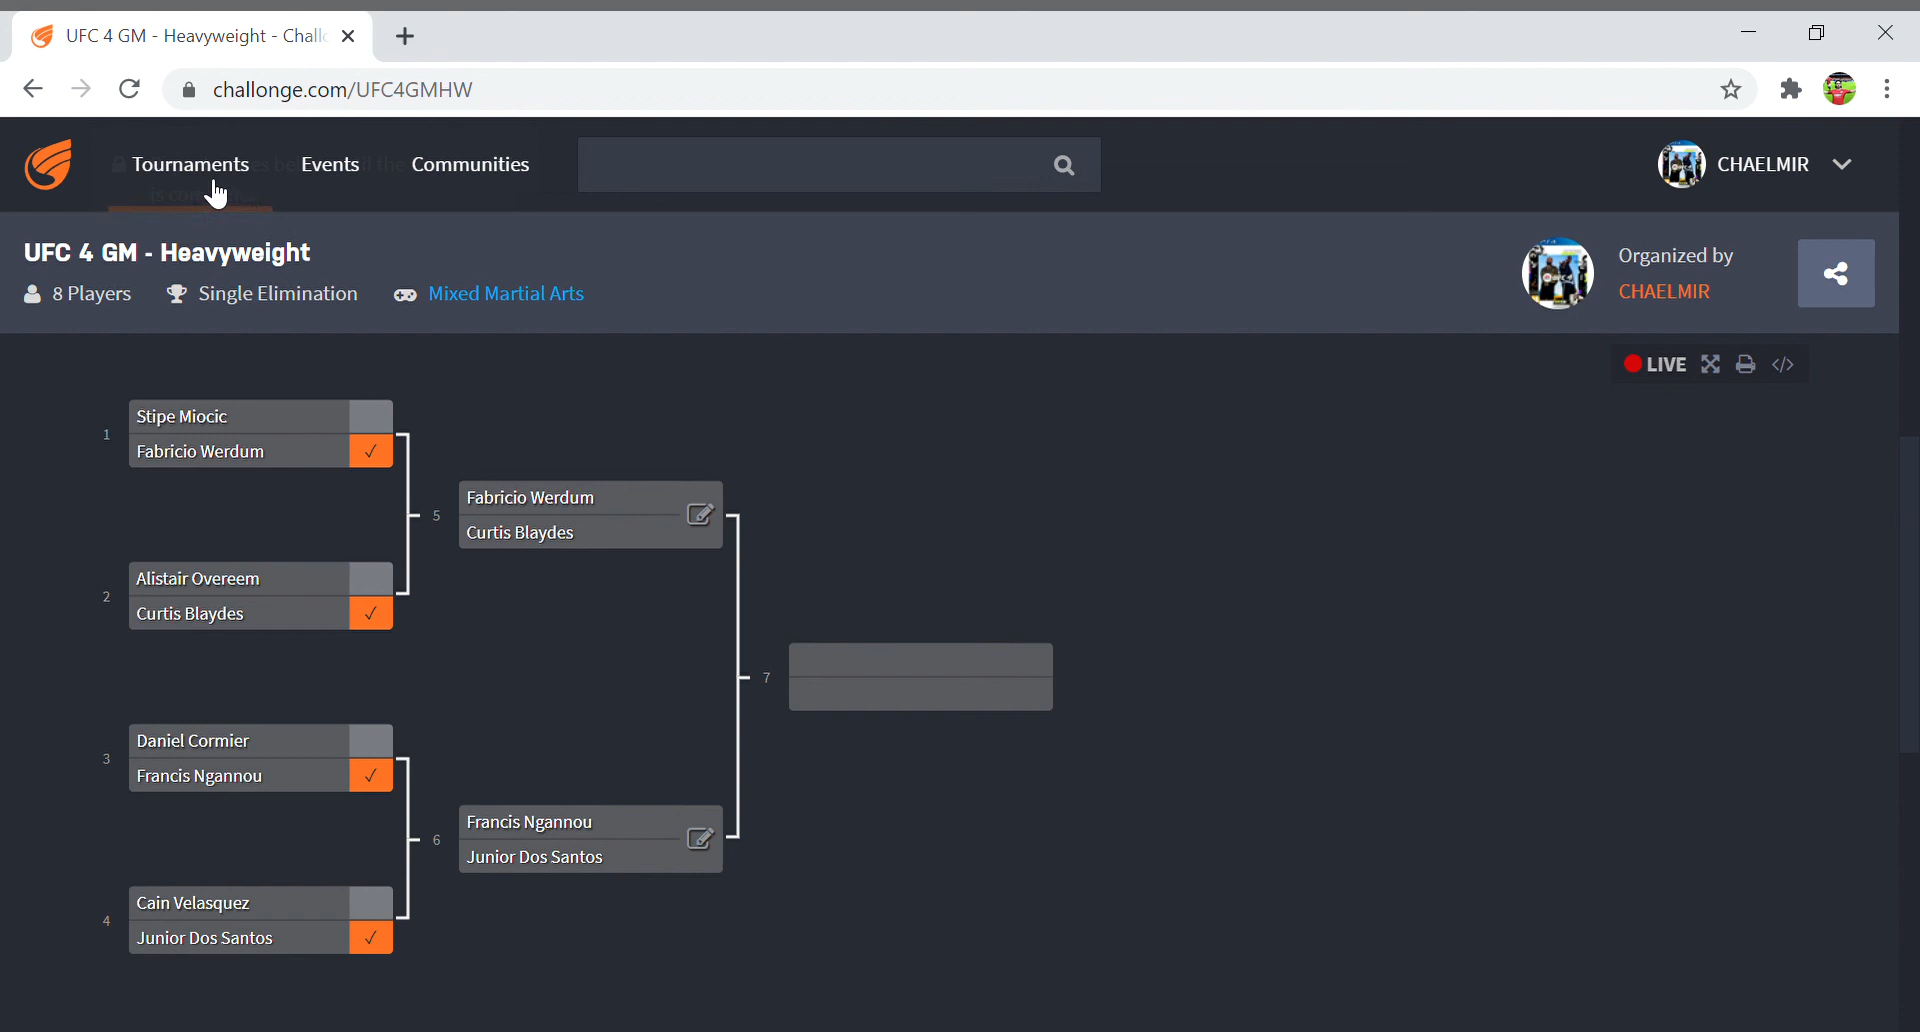 UFC 4 GM - Heavyweight - Challo
challonge.com/UFC4GMHW
Tournaments
Events
Communities
CHAELMIR
UFC 4 GM - Heavyweight
8 Players
Single Elimination
Mixed Martial Arts
Organized by
CHAELMIR
LIVE
1
Stipe Miocic
Fabricio Werdum
✓
5
Fabricio Werdum
Curtis Blaydes
2
Alistair Overeem
Curtis Blaydes
✓
7
3
Daniel Cormier
Francis Ngannou
✓
6
Francis Ngannou
Junior Dos Santos
4
Cain Velasquez
Junior Dos Santos
✓